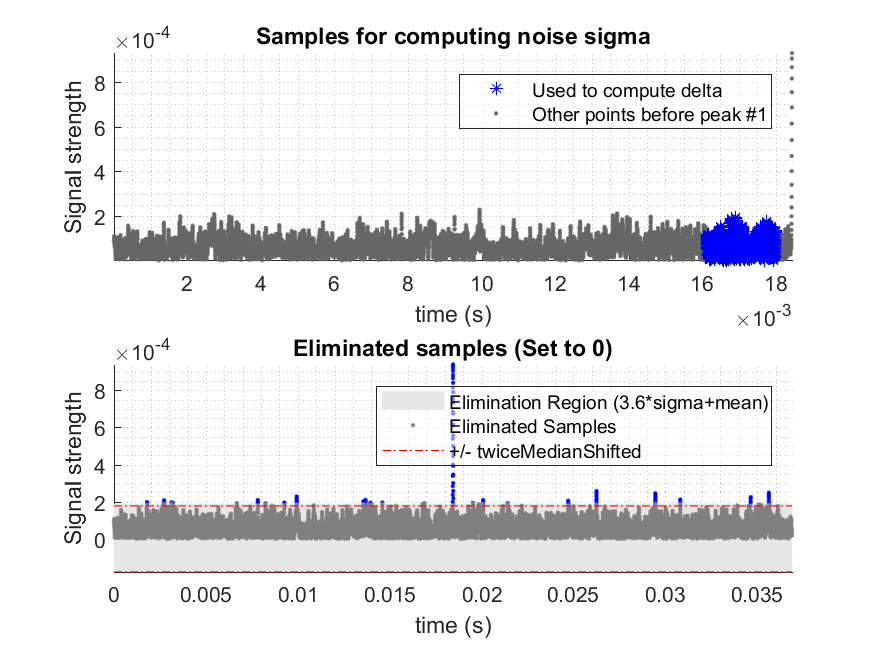 ×10-4
Samples for computing noise sigma
8
6
4
2
Signal strength
Used to compute delta
Other points before peak #1
2 4 6 8 10 12 14 16 18
time (s)
×10-3
×10-4
Eliminated samples (Set to 0)
8
6
4
2
0
Signal strength
Elimination Region (3.6*sigma+mean)
Eliminated Samples
+/- twiceMedianShifted
0 0.005 0.01 0.015 0.02 0.025 0.03 0.035
time (s)